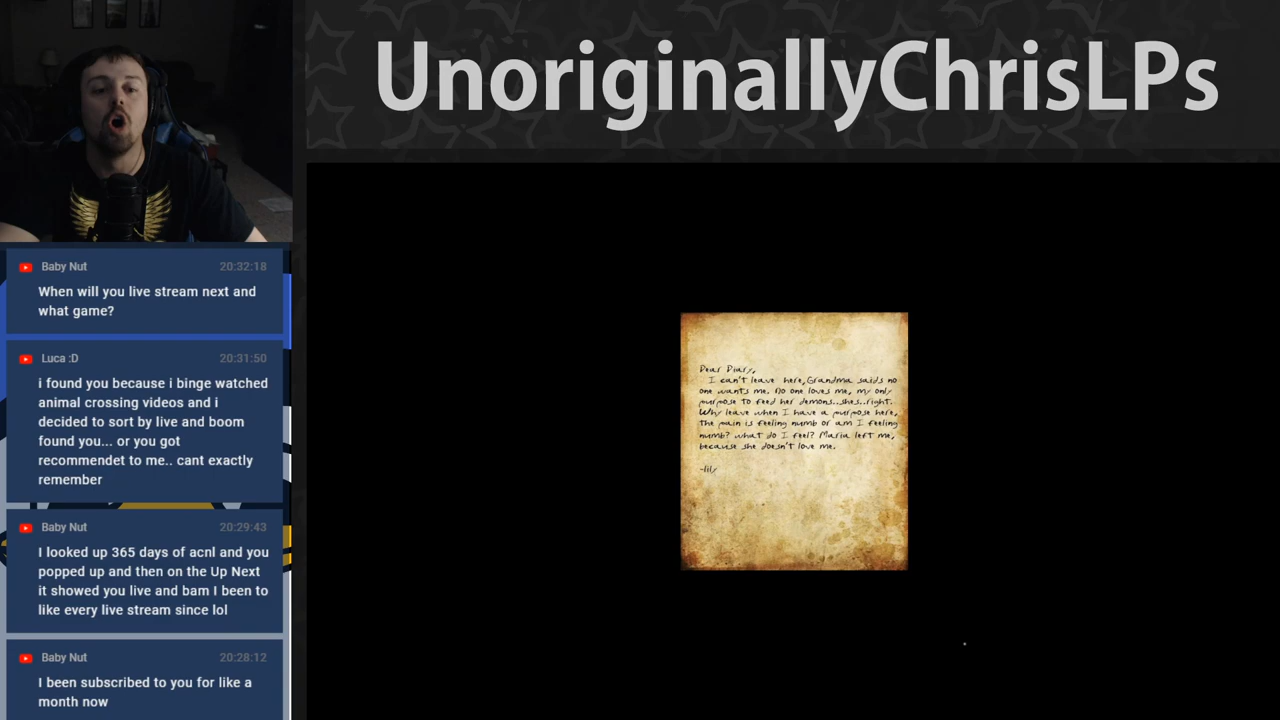 UnoriginallyChrisLPs
Baby Nut 20:32:18
When will you live stream next and
what game?
Luca :D 20:31:50
i found you because i binge watched
animal crossing videos and i
decided to sort by live and boom
found you... or you got
recommendet to me.. cant exactly
remember
Baby Nut 20:29:43
I looked up 365 days of acnl and you
popped up and then on the Up Next
it showed you live and bam I been to
like every live stream since lol
Baby Nut 20:28:12
I been subscribed to you for like a
month now
Dear Diary,
I can't leave here, Grandma saids no
one wants me. No one loves me, my only
purpose to feed her demons...shes...right.
Why leave when I have a purpose here,
the pain is feeling numb or am I feeling
numb? what do I feel? Maria left me,
because she doesn't love me.
-lily